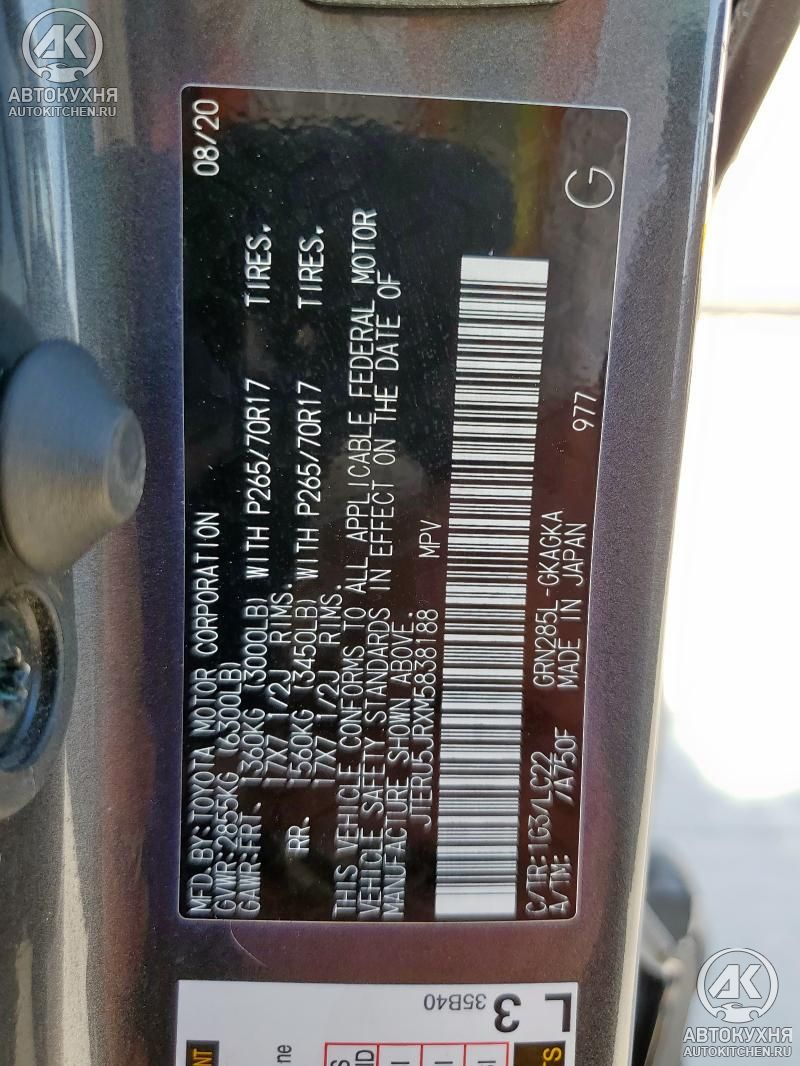 AK
АВТОКУХНЯ
AUTOKITCHEN.RU
MFD. BY:TOYOTA MOTOR CORPORATION 08/20
GVWR:2855KG (6300LB)
GAWR:FRT. 1360KG (3000LB) WITH P265/70R17 TIRES.
17X7 1/2J RIMS.
RR. 1560KG (3450LB) WITH P265/70R17 TIRES.
17X7 1/2J RIMS.
THIS VEHICLE CONFORMS TO ALL APPLICABLE FEDERAL MOTOR
VEHICLE SAFETY STANDARDS IN EFFECT ON THE DATE OF
MANUFACTURE SHOWN ABOVE.
JTERU5JRXM5838188 MPV
C/TR:1G3/LC22 GRN285L-GKAGKA
A/TM: /A750F MADE IN JAPAN 977 G
L 3
35B40
AK
АВТОКУХНЯ
AUTOKITCHEN.RU